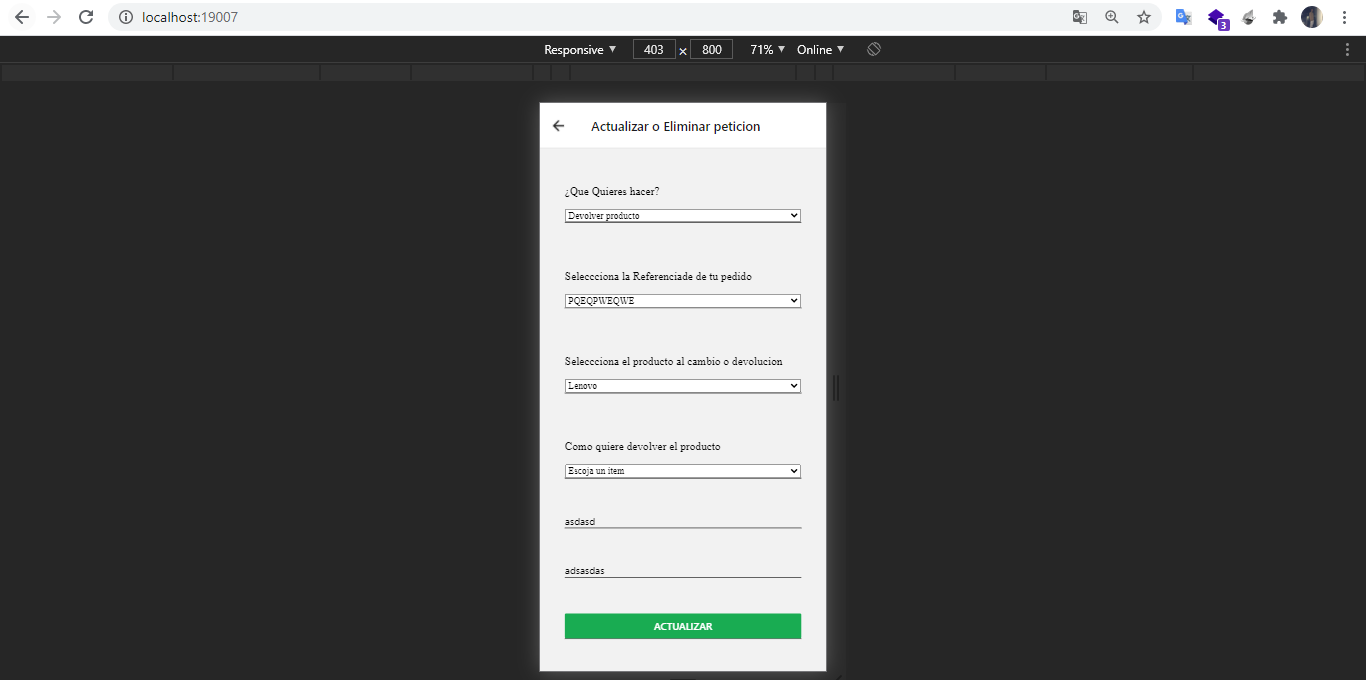 localhost:19007
3
Responsive 403 × 800 71% Online
Actualizar o Eliminar peticion
¿Que Quieres hacer?
Devolver producto
Seleccciona la Referenciade de tu pedido
PQEQPWEQWE
Seleccciona el producto al cambio o devolucion
Lenovo
Como quiere devolver el producto
Escoja un item
asdasd
adsasdas
ACTUALIZAR